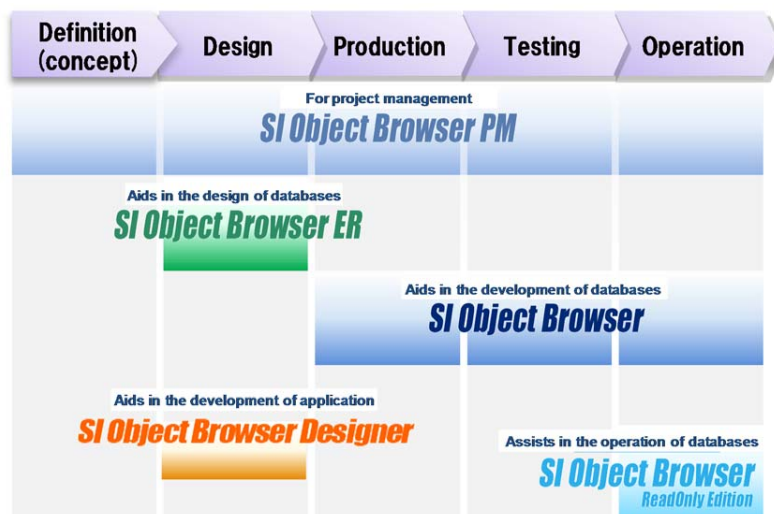 Definition
(concept)
Design
Production
Testing
Operation
For project management
SI Object Browser PM
Aids in the design of databases
SI Object Browser ER
Aids in the development of databases
SI Object Browser
Aids in the development of application
SI Object Browser Designer
Assists in the operation of databases
SI Object Browser
ReadOnly Edition